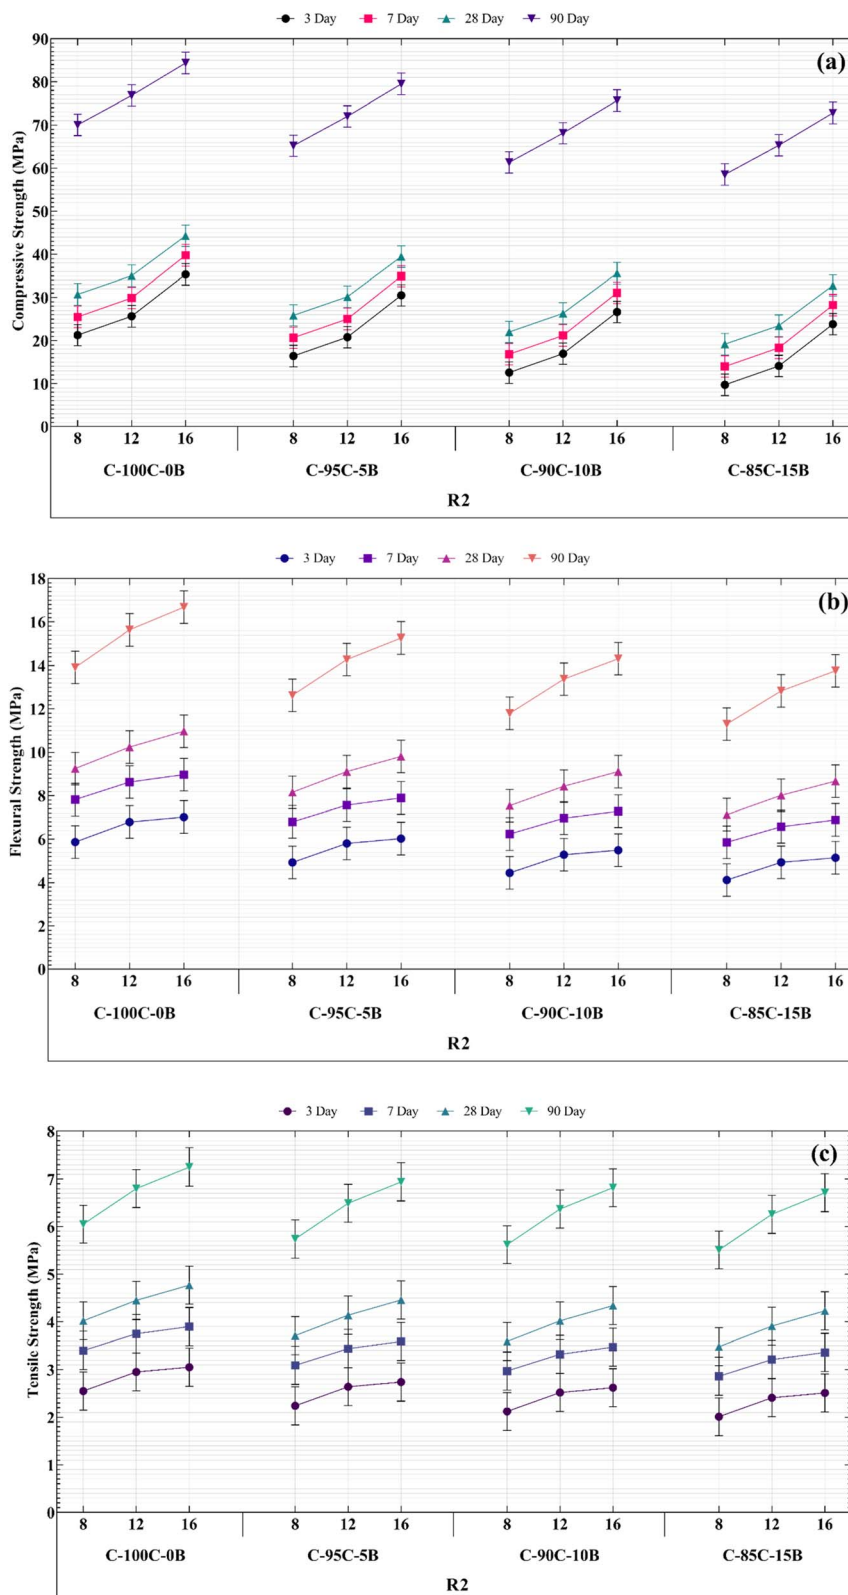 3 Day 7 Day 28 Day 90 Day
(a)
Compressive Strength (MPa)
90
80
70
60
50
40
30
20
10
0
8 12 16 8 12 16 8 12 16 8 12 16
C-100C-0B C-95C-5B C-90C-10B C-85C-15B
R2
3 Day 7 Day 28 Day 90 Day
(b)
Flexural Strength (MPa)
18
16
14
12
10
8
6
4
2
0
8 12 16 8 12 16 8 12 16 8 12 16
C-100C-0B C-95C-5B C-90C-10B C-85C-15B
R2
3 Day 7 Day 28 Day 90 Day
(c)
Tensile Strength (MPa)
8
7
6
5
4
3
2
1
0
8 12 16 8 12 16 8 12 16 8 12 16
C-100C-0B C-95C-5B C-90C-10B C-85C-15B
R2